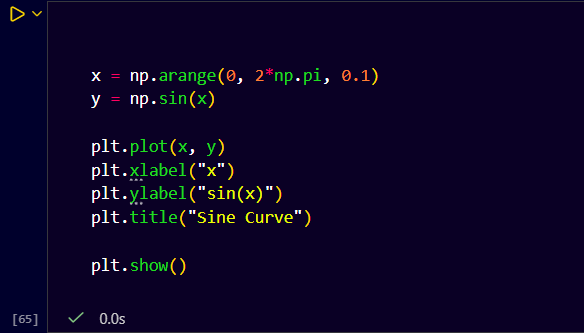 x = np.arange(0, 2*np.pi, 0.1)
y = np.sin(x)
plt.plot(x, y)
plt.xlabel("x")
plt.ylabel("sin(x)")
plt.title("Sine Curve")
plt.show()
[65] 0.0s